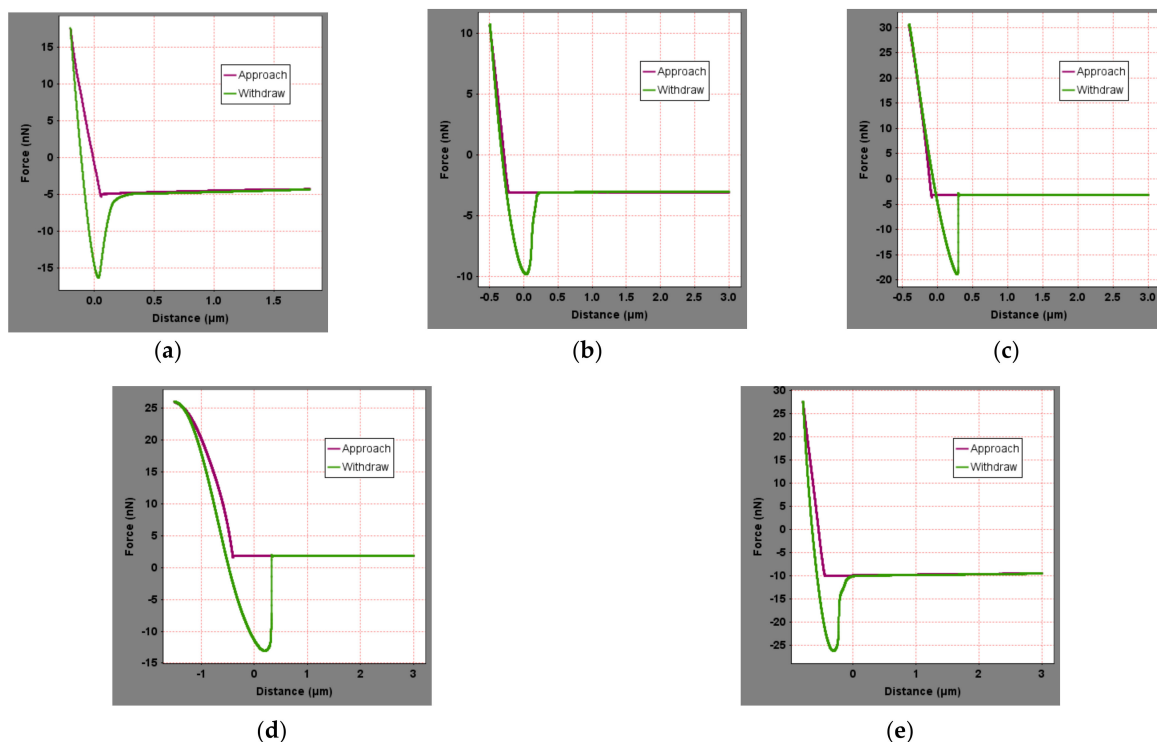 15
10
5
0
-5
-10
-15
Force (nN)
Approach
Withdraw
0.0
0.5
1.0
1.5
Distance (µm)
(a)
10
5
0
-5
-10
Force (nN)
Approach
Withdraw
-0.5
0.0
0.5
1.0
1.5
2.0
2.5
3.0
Distance (µm)
(b)
30
25
20
15
10
5
0
-5
-10
-15
-20
Force (nN)
Approach
Withdraw
-0.5
0.0
0.5
1.0
1.5
2.0
2.5
3.0
Distance (µm)
(c)
25
20
15
10
5
0
-5
-10
-15
Force (nN)
Approach
Withdraw
-1
0
1
2
3
Distance (µm)
(d)
30
25
20
15
10
5
0
-5
-10
-15
-20
-25
Force (nN)
Approach
Withdraw
0
1
2
3
Distance (µm)
(e)